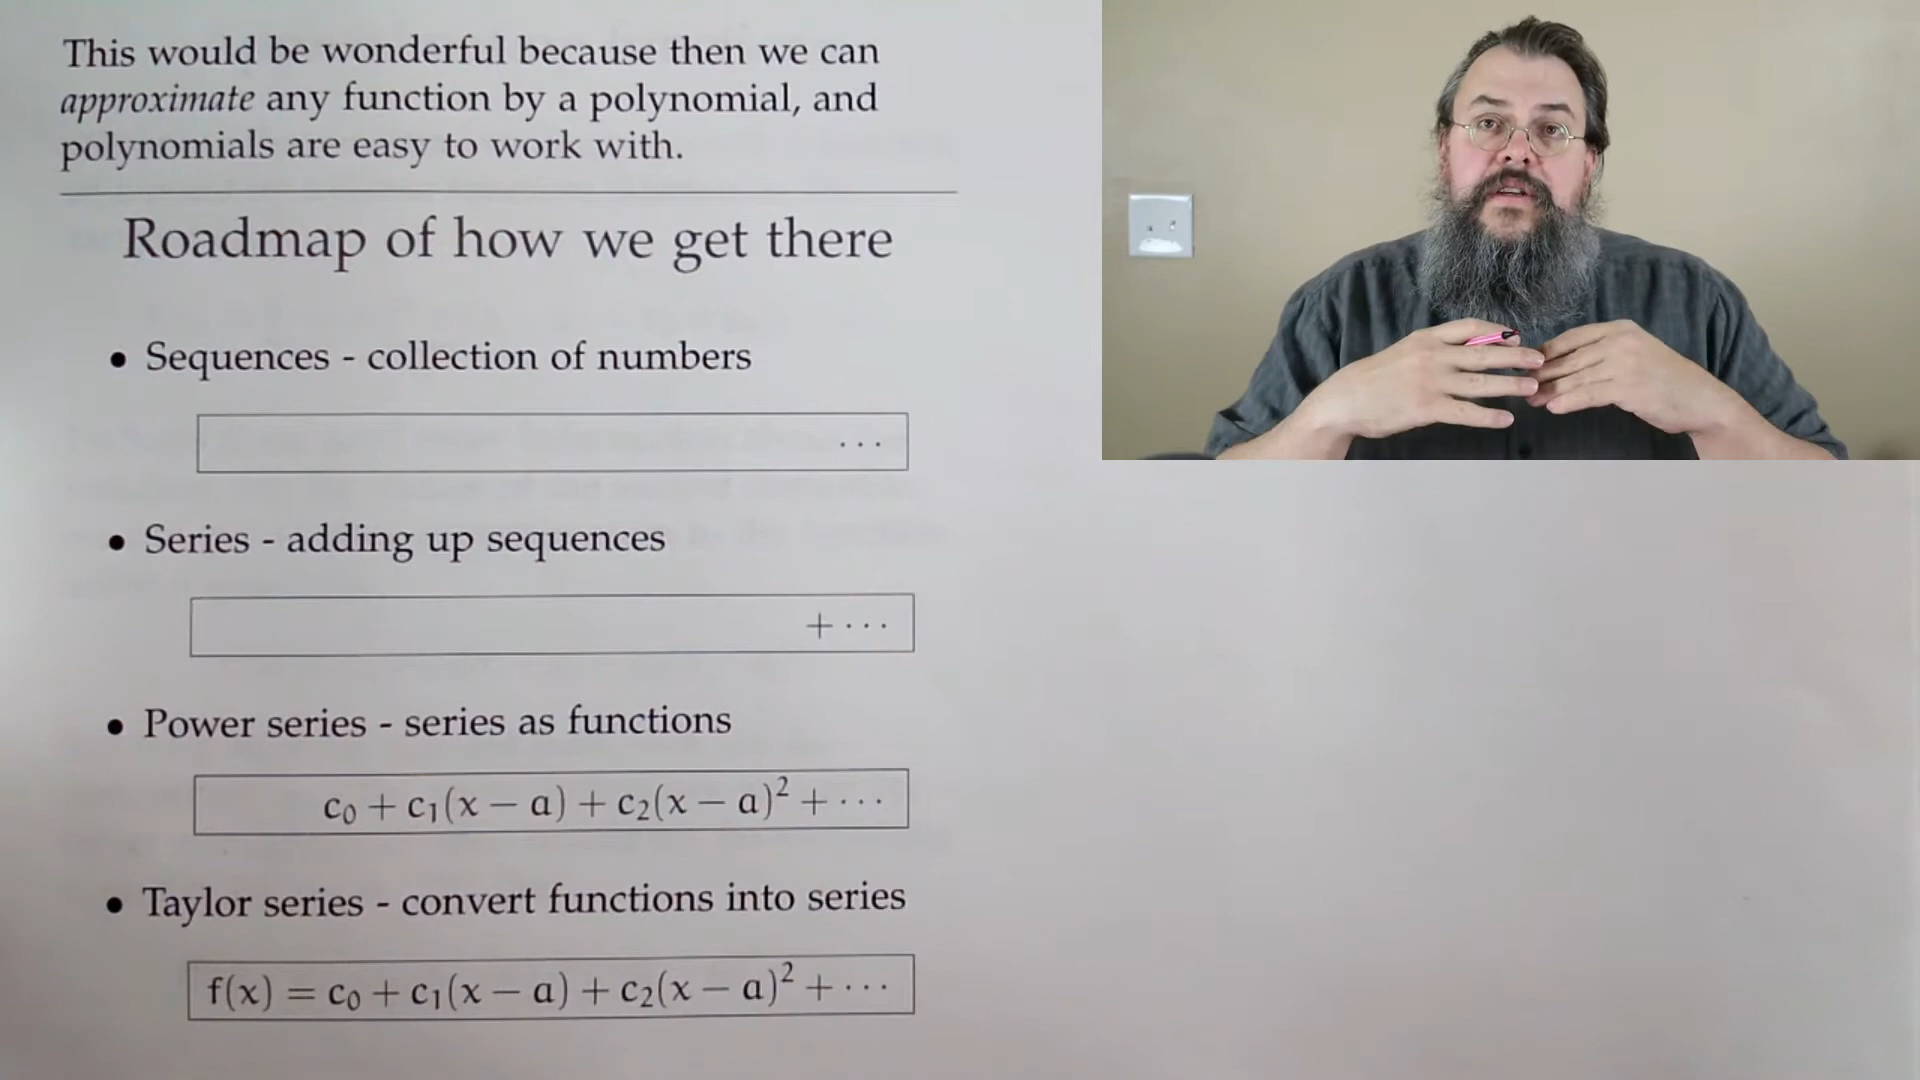 This would be wonderful because then we can
approximate any function by a polynomial, and
polynomials are easy to work with.
Roadmap of how we get there
• Sequences - collection of numbers
···
• Series - adding up sequences
+ ···
• Power series - series as functions
c₀ + c₁(x − a) + c₂(x − a)² + ···
• Taylor series - convert functions into series
f(x) = c₀ + c₁(x − a) + c₂(x − a)² + ···